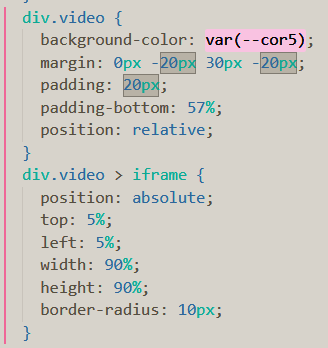 }
div.video {
background-color: var(--cor5);
margin: 0px -20px 30px -20px;
padding: 20px;
padding-bottom: 57%;
position: relative;
}
div.video > iframe {
position: absolute;
top: 5%;
left: 5%;
width: 90%;
height: 90%;
border-radius: 10px;
}